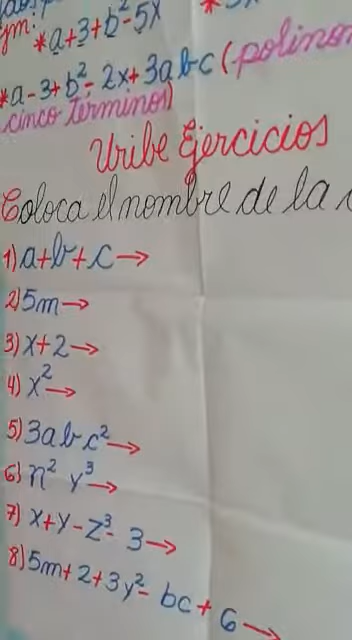 *a+3+b²-5x
*a-3+b²-2x+3abc (polinom
cinco términos)
Uribe Ejercicios
Coloca el nombre de la
1) a+b+c→
2) 5m→
3) x+2→
4) x²→
5) 3abc²→
6) n² y³→
7) x+y-z³-3→
8) 5m+2+3y²-bc+6→